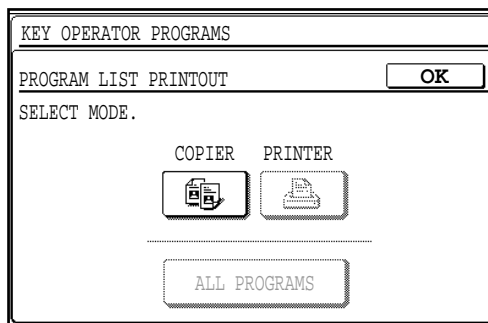 KEY OPERATOR PROGRAMS
PROGRAM LIST PRINTOUT OK
SELECT MODE.
COPIER PRINTER
ALL PROGRAMS